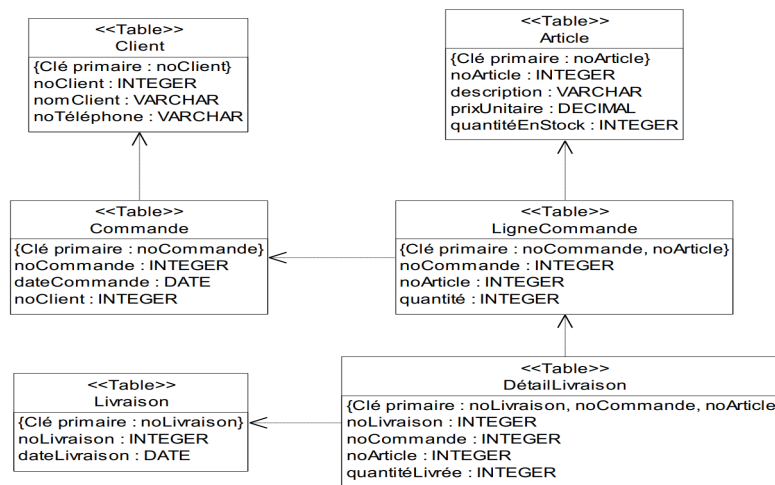 <<Table>>
Client
{Clé primaire : noClient}
noClient : INTEGER
nomClient : VARCHAR
noTéléphone : VARCHAR
<<Table>>
Article
{Clé primaire : noArticle}
noArticle : INTEGER
description : VARCHAR
prixUnitaire : DECIMAL
quantitéEnStock : INTEGER
<<Table>>
Commande
{Clé primaire : noCommande}
noCommande : INTEGER
dateCommande : DATE
noClient : INTEGER
<<Table>>
LigneCommande
{Clé primaire : noCommande, noArticle}
noCommande : INTEGER
noArticle : INTEGER
quantité : INTEGER
<<Table>>
Livraison
{Clé primaire : noLivraison}
noLivraison : INTEGER
dateLivraison : DATE
<<Table>>
DétailLivraison
{Clé primaire : noLivraison, noCommande, noArticle
noLivraison : INTEGER
noCommande : INTEGER
noArticle : INTEGER
quantitéLivrée : INTEGER